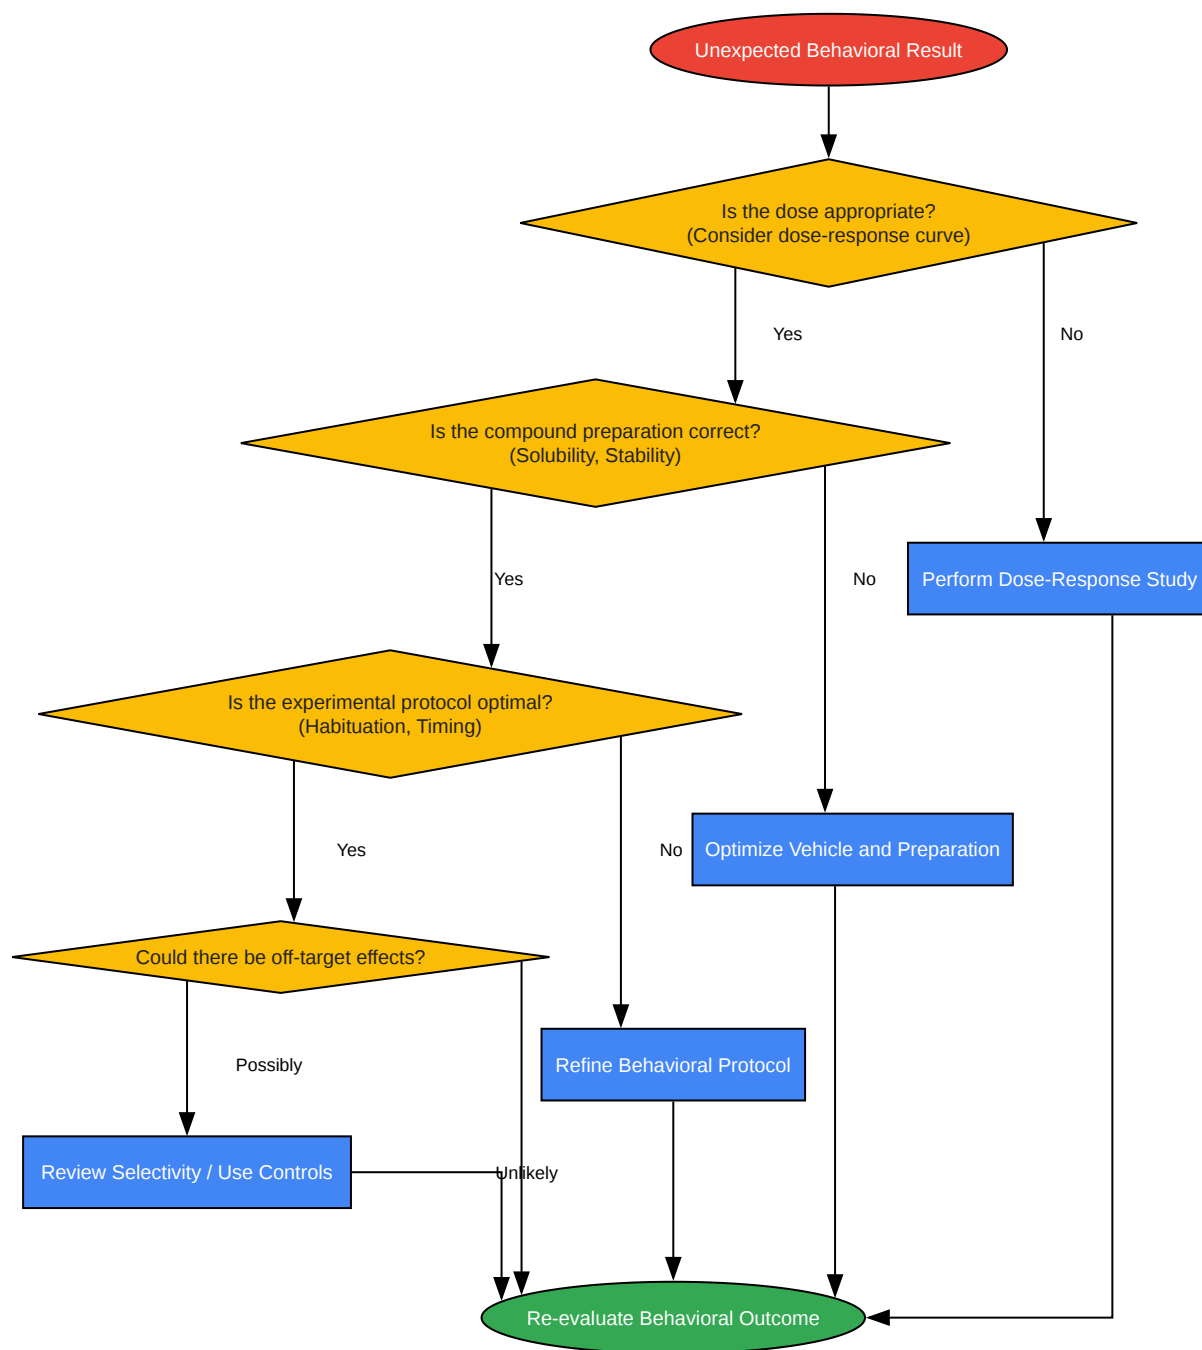 Unexpected Behavioral Result
Is the dose appropriate?
(Consider dose-response curve)
Yes
No
Is the compound preparation correct?
(Solubility, Stability)
Yes
No
Perform Dose-Response Study
Is the experimental protocol optimal?
(Habituation, Timing)
Yes
No
Optimize Vehicle and Preparation
Could there be off-target effects?
Possibly
Refine Behavioral Protocol
Review Selectivity / Use Controls
Unlikely
Re-evaluate Behavioral Outcome